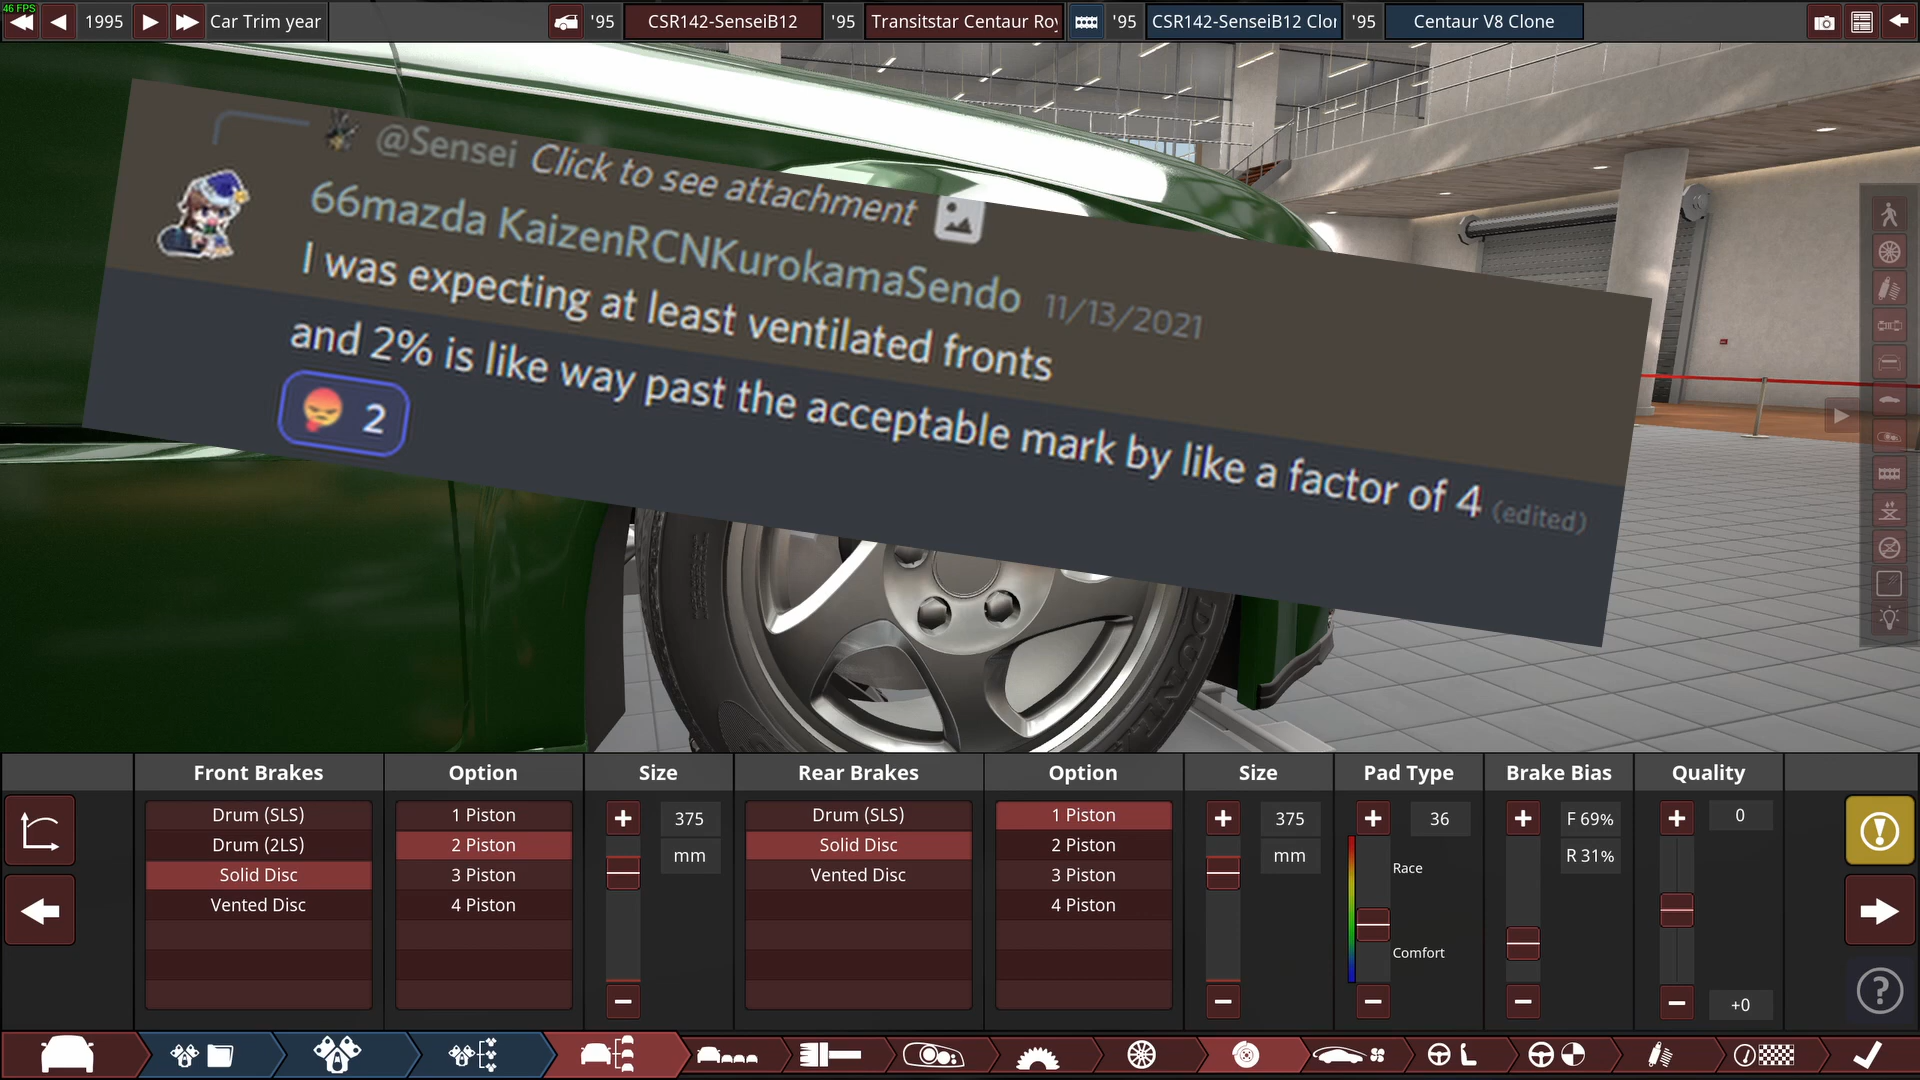 46 FPS
1995
Car Trim year
'95
CSR142-SenseiB12
'95
Transitstar Centaur Roy
'95
CSR142-SenseiB12 Clor
'95
Centaur V8 Clone
@Sensei Click to see attachment
66mazda KaizenRCNKurokamaSendo 11/13/2021
I was expecting at least ventilated fronts
and 2% is like way past the acceptable mark by like a factor of 4 (edited)
2
Front Brakes
Drum (SLS)
Drum (2LS)
Solid Disc
Vented Disc
Option
1 Piston
2 Piston
3 Piston
4 Piston
Size
375
mm
Rear Brakes
Drum (SLS)
Solid Disc
Vented Disc
Option
1 Piston
2 Piston
3 Piston
4 Piston
Size
375
mm
Pad Type
36
Race
Comfort
Brake Bias
F 69%
R 31%
Quality
0
+0